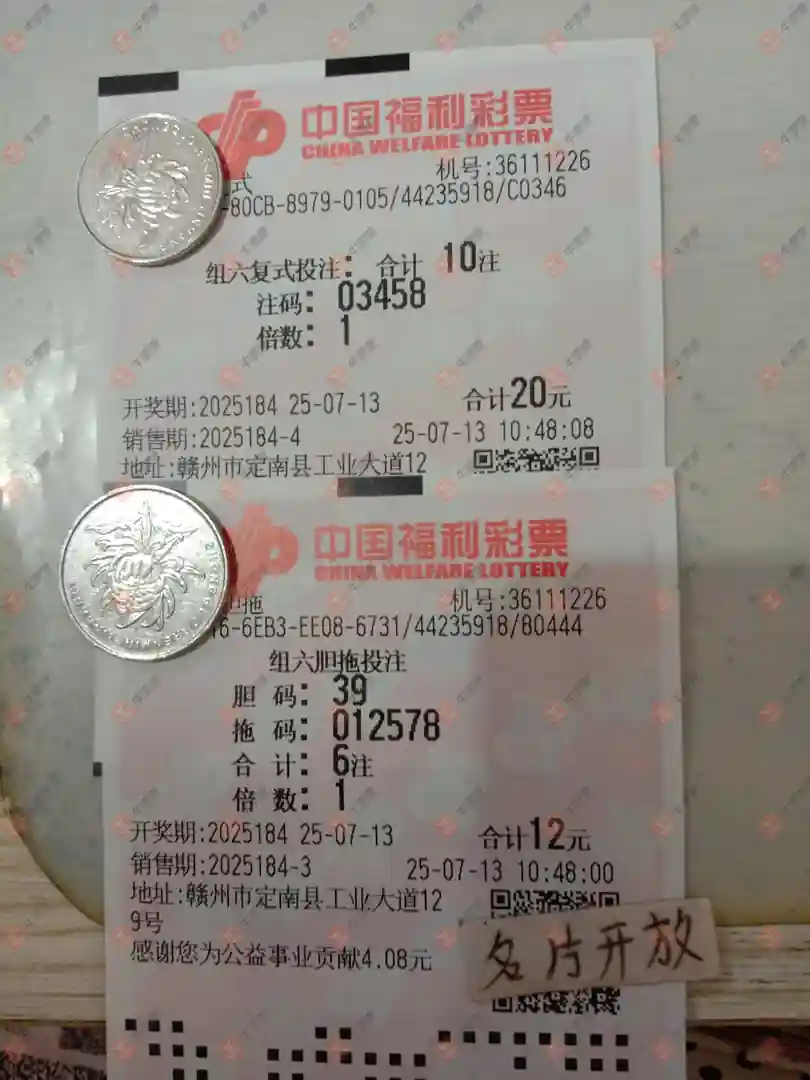 中国福利彩票
CHINA WELFARE LOTTERY
机号:36111226
式
-80CB-8979-0105/44235918/C0346
组六复式投注: 合计 10注
注码: 03458
倍数: 1
开奖期:2025184 25-07-13 合计20元
销售期:2025184-4 25-07-13 10:48:08
地址:赣州市定南县工业大道12
中国福利彩票
CHINA WELFARE LOTTERY
胆拖 机号:36111226
6-6EB3-EE08-6731/44235918/80444
组六胆拖投注
胆 码: 39
拖 码: 012578
合 计: 6注
倍 数: 1
开奖期:2025184 25-07-13 合计12元
销售期:2025184-3 25-07-13 10:48:00
地址:赣州市定南县工业大道12
9号
感谢您为公益事业贡献4.08元
名片开放